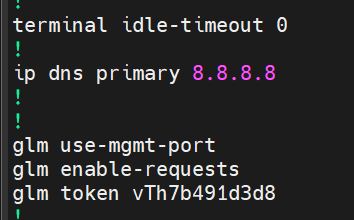 !
terminal idle-timeout 0
!
ip dns primary 8.8.8.8
!
!
glm use-mgmt-port
glm enable-requests
glm token vTh7b491d3d8
!